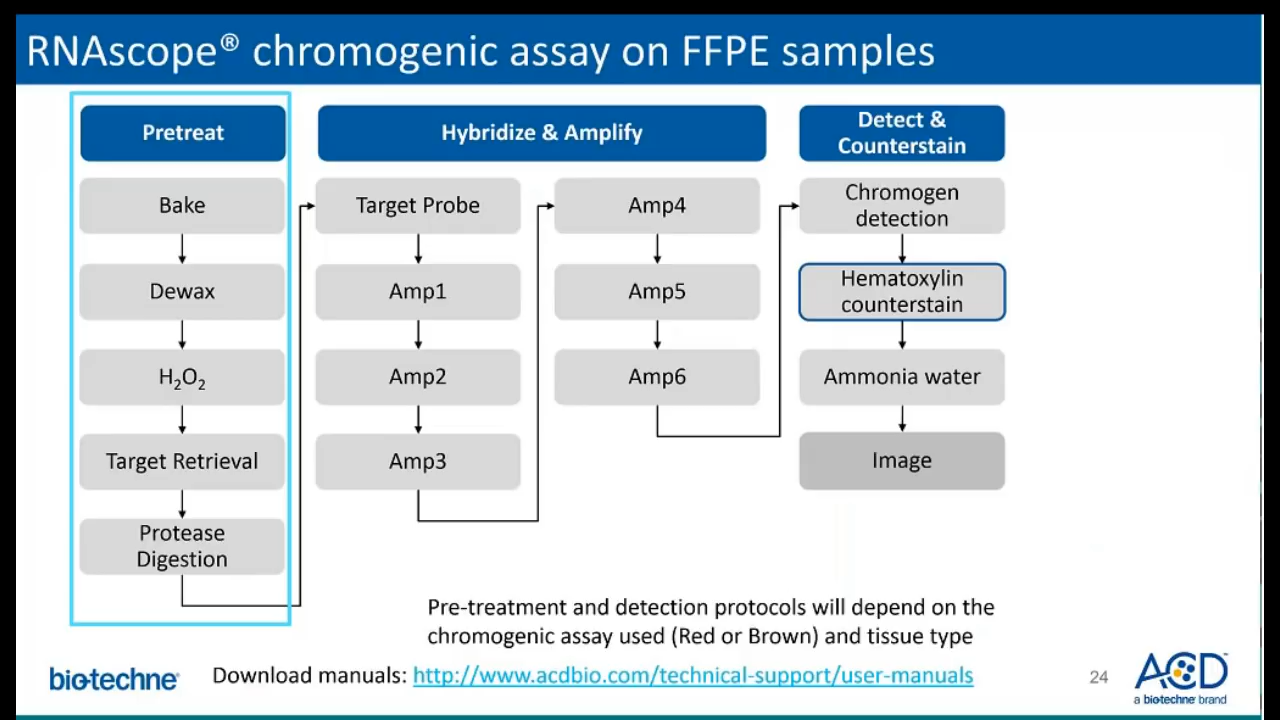 RNAscope® chromogenic assay on FFPE samples
Pretreat
Bake
Dewax
H₂O₂
Target Retrieval
Protease
Digestion
Hybridize & Amplify
Target Probe
Amp1
Amp2
Amp3
Amp4
Amp5
Amp6
Detect &
Counterstain
Chromogen
detection
Hematoxylin
counterstain
Ammonia water
Image
Pre-treatment and detection protocols will depend on the
chromogenic assay used (Red or Brown) and tissue type
bio-techne®
Download manuals: http://www.acdbio.com/technical-support/user-manuals
24
ACD™
a bio-techne brand